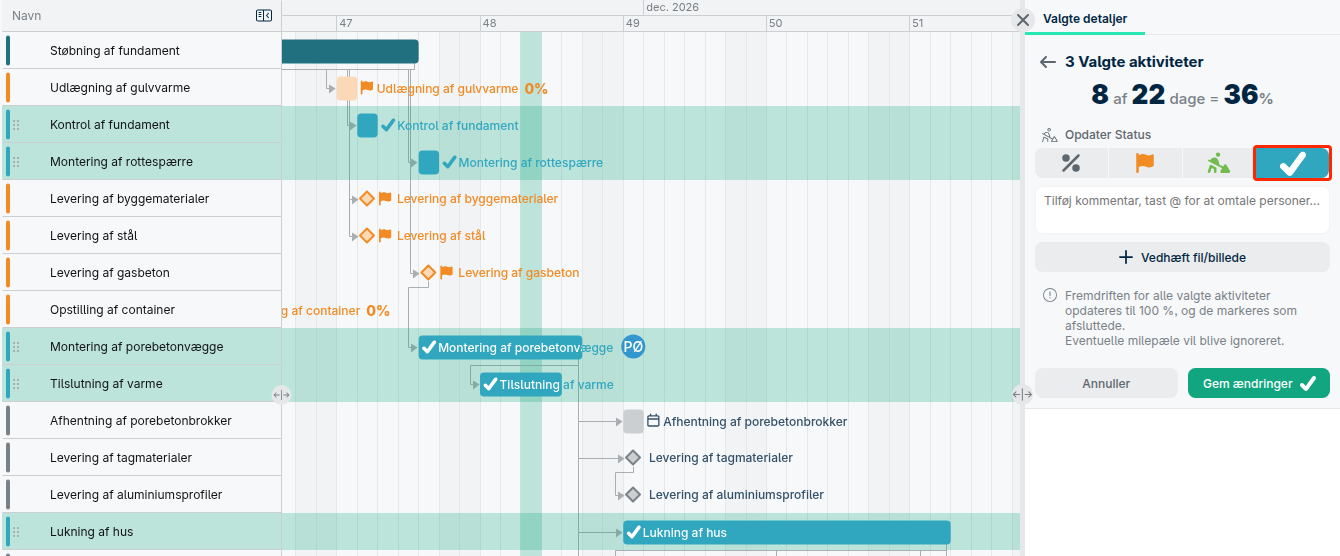 Navn
dec. 2026
47
48
49
50
51
Støbning af fundament
Udlægning af gulvvarme
Udlægning af gulvvarme 0%
Kontrol af fundament
Kontrol af fundament
Montering af rottespærre
Montering af rottespærre
Levering af byggematerialer
Levering af byggematerialer
Levering af stål
Levering af stål
Levering af gasbeton
Levering af gasbeton
Opstilling af container
g af container 0%
Montering af porebetonvægge
Montering af porebetonvægge PØ
Tilslutning af varme
Tilslutning af varme
Afhentning af porebetonbrokker
Afhentning af porebetonbrokker
Levering af tagmaterialer
Levering af tagmaterialer
Levering af aluminiumsprofiler
Levering af aluminiumsprofiler
Lukning af hus
Lukning af hus
Valgte detaljer
3 Valgte aktiviteter
8 af 22 dage = 36%
Opdater Status
%
Tilføj kommentar, tast @ for at omtale personer...
Vedhæft fil/billede
Fremdriften for alle valgte aktiviteter
opdateres til 100 %, og de markeres som
afsluttede.
Eventuelle milepæle vil blive ignoreret.
Annuller
Gem ændringer